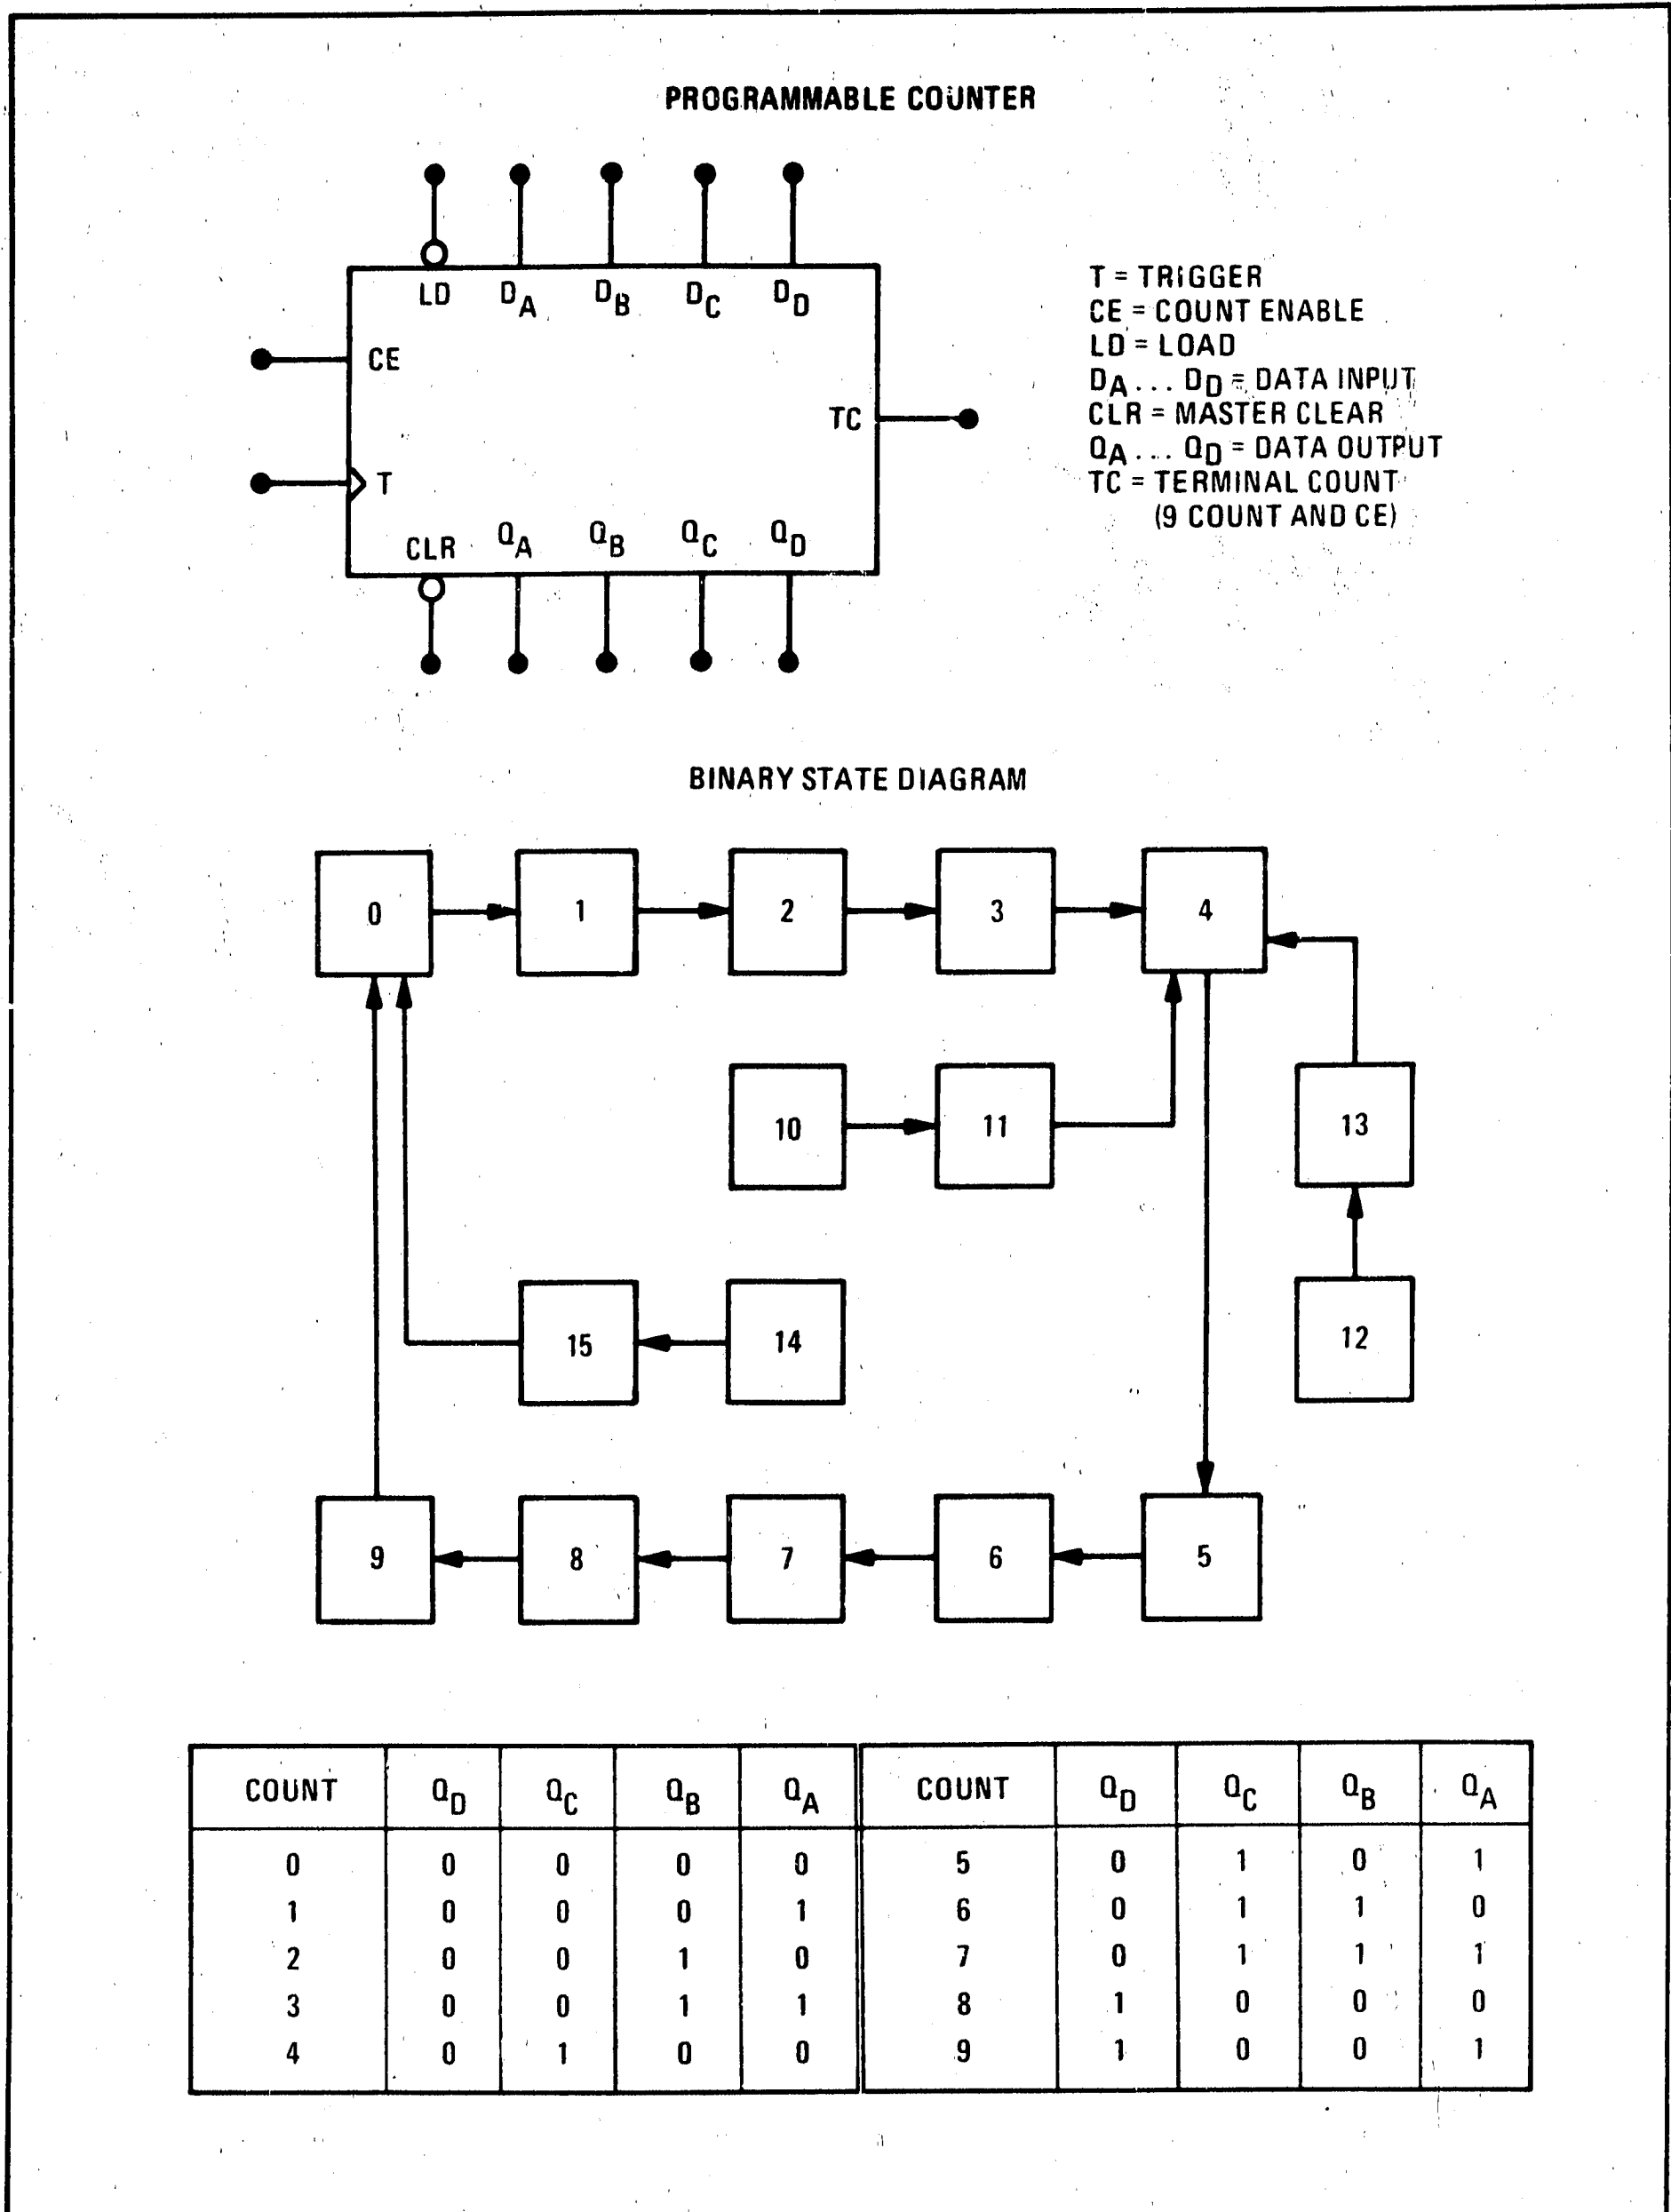 PROGRAMMABLE COUNTER
LD DA DB DC DD
CE
T
TC
CLR QA QB QC QD
T = TRIGGER
CE = COUNT ENABLE
LD = LOAD
DA... DD = DATA INPUT
CLR = MASTER CLEAR
QA... QD = DATA OUTPUT
TC = TERMINAL COUNT
(9 COUNT AND CE)
BINARY STATE DIAGRAM
0 1 2 3 4
10 11 13
15 14 12
9 8 7 6 5
COUNT QD QC QB QA COUNT QD QC QB QA
0 0 0 0 0 5 0 1 0 1
1 0 0 0 1 6 0 1 1 0
2 0 0 1 0 7 0 1 1 1
3 0 0 1 1 8 1 0 0 0
4 0 1 0 0 9 1 0 0 1